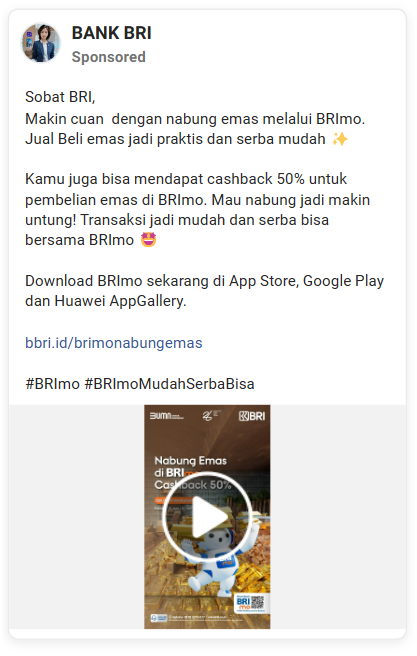 BANK BRI
Sponsored
Sobat BRI,
Makin cuan dengan nabung emas melalui BRImo.
Jual Beli emas jadi praktis dan serba mudah ✨
Kamu juga bisa mendapat cashback 50% untuk
pembelian emas di BRImo. Mau nabung jadi makin
untung! Transaksi jadi mudah dan serba bisa
bersama BRImo 🤩
Download BRImo sekarang di App Store, Google Play
dan Huawei AppGallery.
bbri.id/brimonabungemas
#BRImo #BRImoMudahSerbaBisa
BUMN
BRI
Nabung Emas
di BRImo
Cashback 50%
BRI
mo